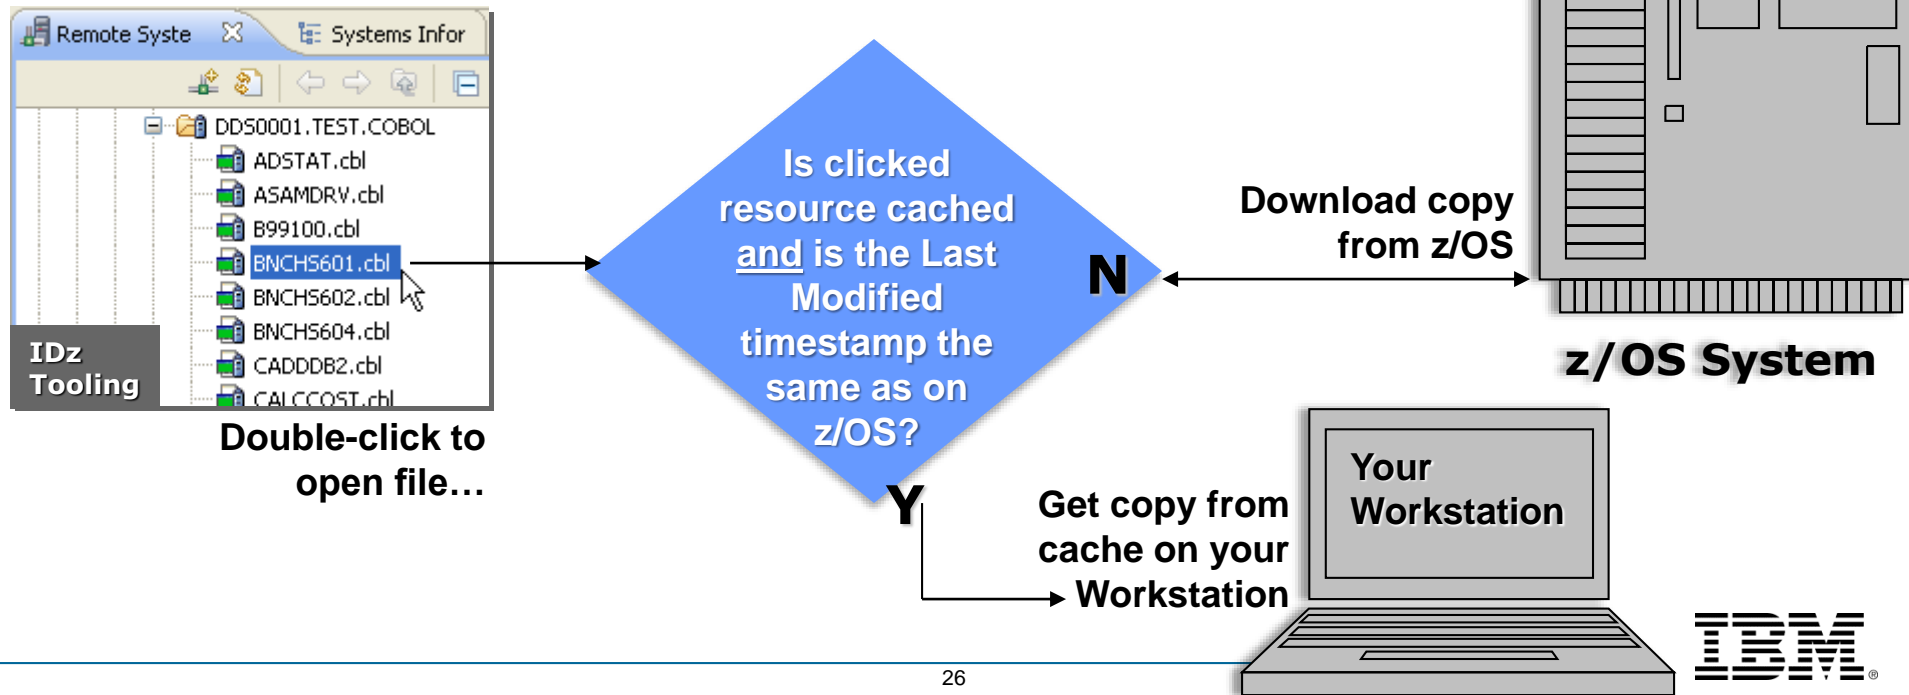 Remote Syste
Systems Infor
DDS0001.TEST.COBOL
ADSTAT.cbl
ASAMDRV.cbl
B99100.cbl
BNCHS601.cbl
BNCHS602.cbl
BNCHS604.cbl
CADDDB2.cbl
CALCCOST.cbl
IDz
Tooling
Double-click to
open file…
Is clicked
resource cached
and is the Last
Modified
timestamp the
same as on
z/OS?
N
Y
Download copy
from z/OS
z/OS System
Get copy from
cache on your
Workstation
Your
Workstation
26
IBM®